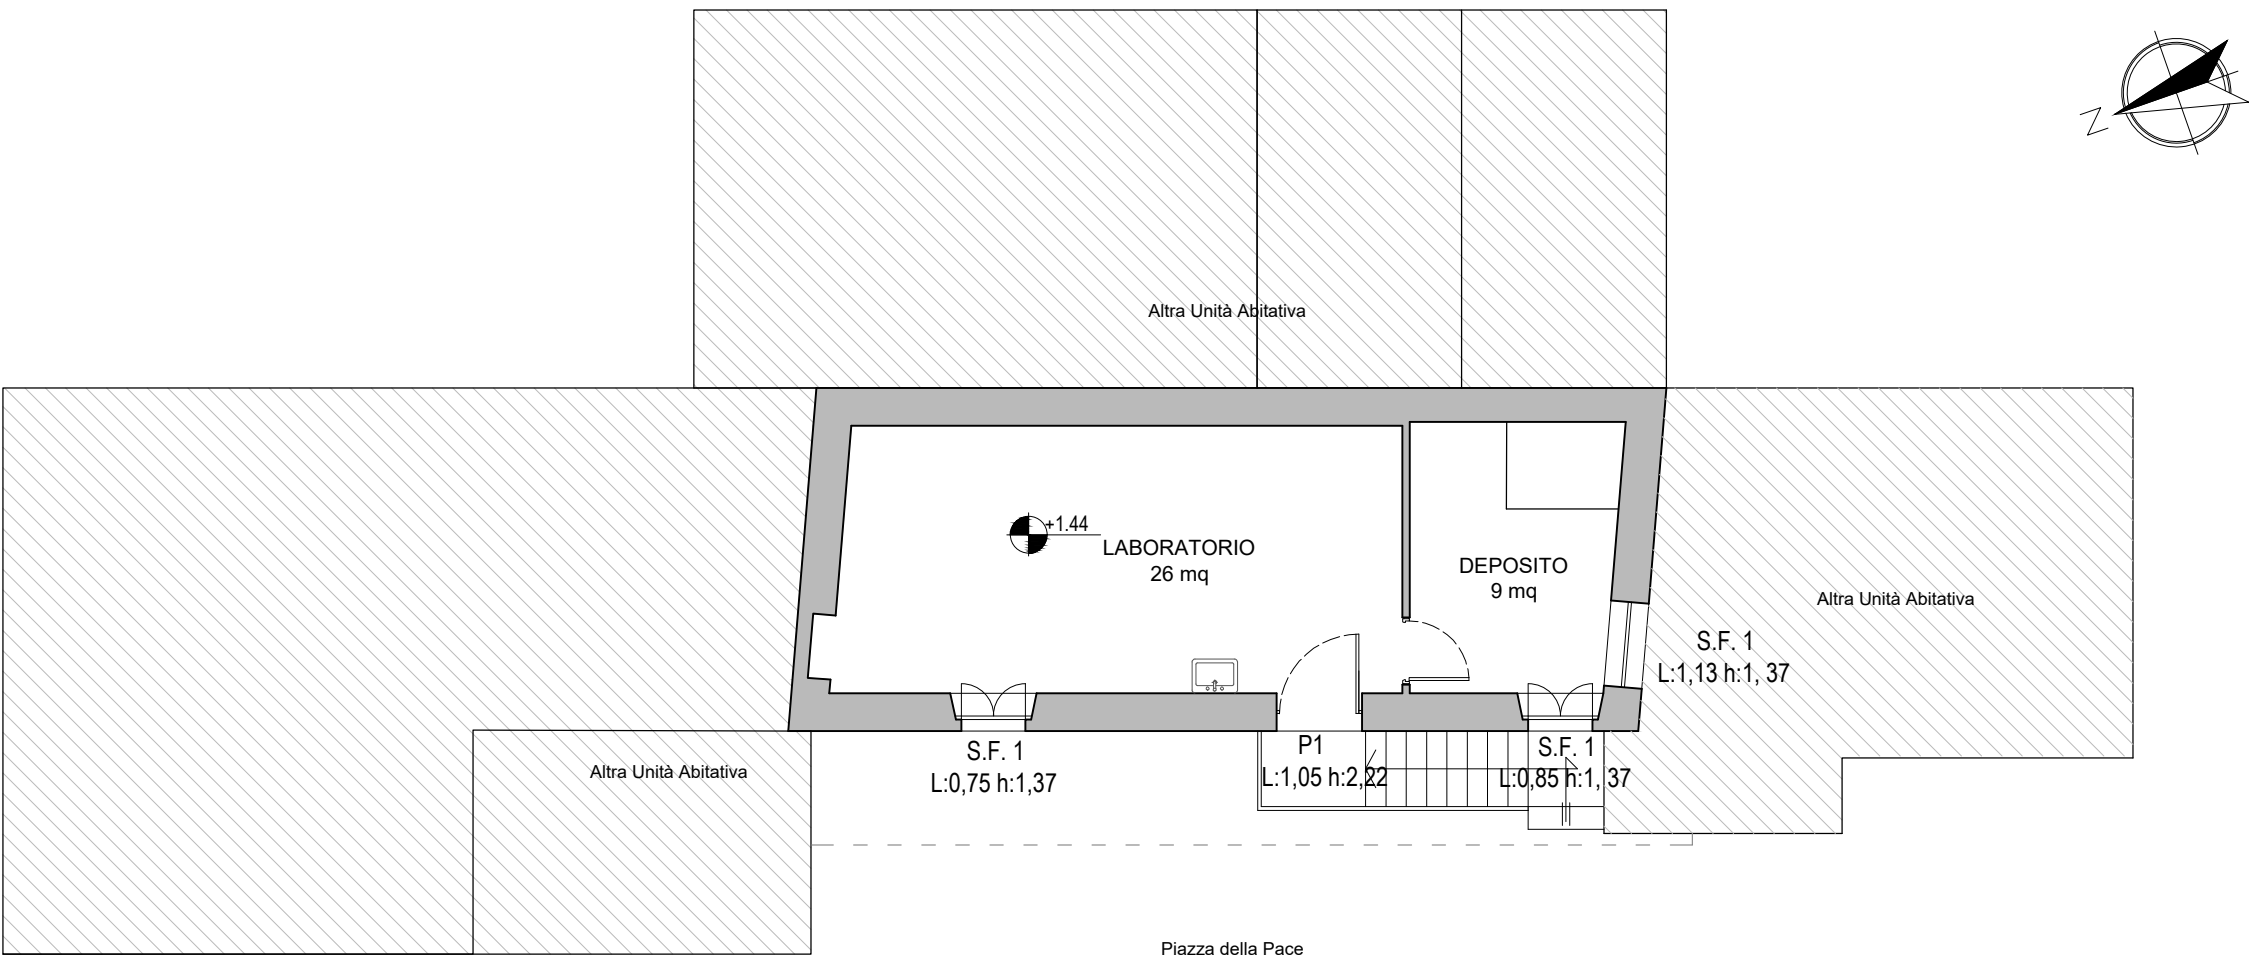 N
Altra Unità Abitativa
+1.44
LABORATORIO
26 mq
DEPOSITO
9 mq
Altra Unità Abitativa
S.F. 1
L:1,13 h:1, 37
Altra Unità Abitativa
S.F. 1
L:0,75 h:1,37
P1
L:1,05 h:2,22
S.F. 1
L:0,85 h:1, 37
Piazza della Pace